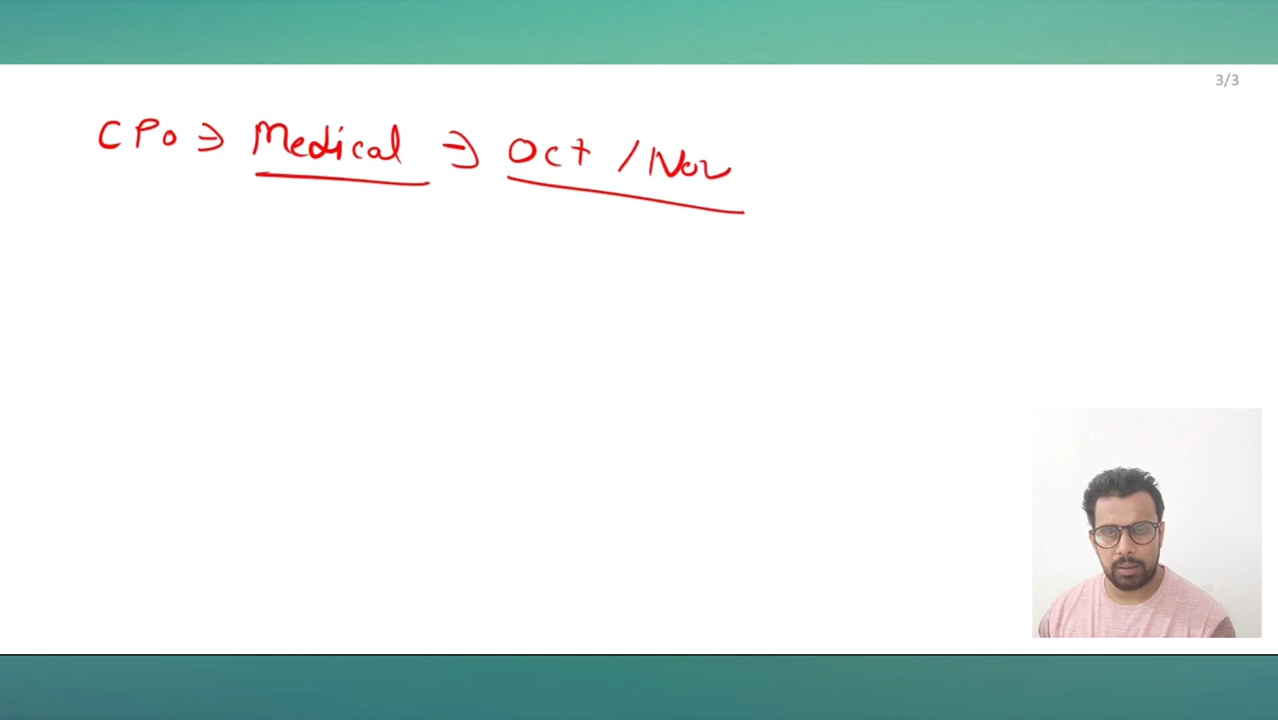 3/3
CPO ⇒ Medical ⇒ Oct / Nov